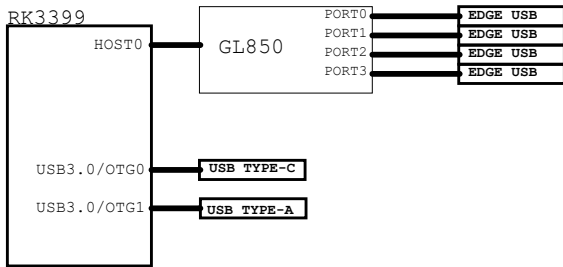 RK3399
HOST0
GL850
PORT0
PORT1
PORT2
PORT3
EDGE USB
EDGE USB
EDGE USB
EDGE USB
USB3.0/OTG0
USB TYPE-C
USB3.0/OTG1
USB TYPE-A